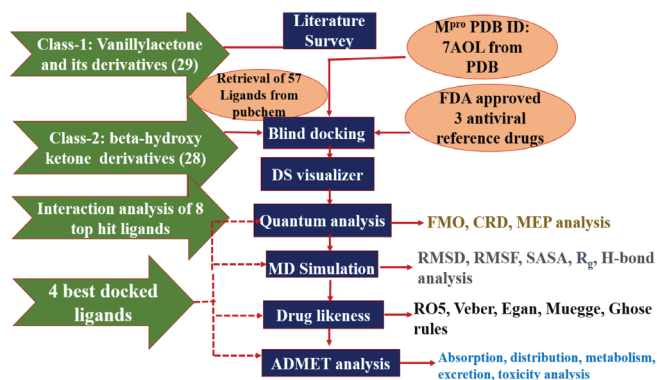 Literature
Survey
Class-1: Vanillylacetone
and its derivatives (29)
Mpro PDB ID:
7AOL from
PDB
Retrieval of 57
Ligands from
pubchem
FDA approved
3 antiviral
reference drugs
Class-2: beta-hydroxy
ketone derivatives (28)
Blind docking
DS visualizer
Interaction analysis of 8
top hit ligands
Quantum analysis
FMO, CRD, MEP analysis
MD Simulation
RMSD, RMSF, SASA, Rg, H-bond
analysis
4 best docked
ligands
Drug likeness
RO5, Veber, Egan, Muegge, Ghose
rules
ADMET analysis
Absorption, distribution, metabolism,
excretion, toxicity analysis